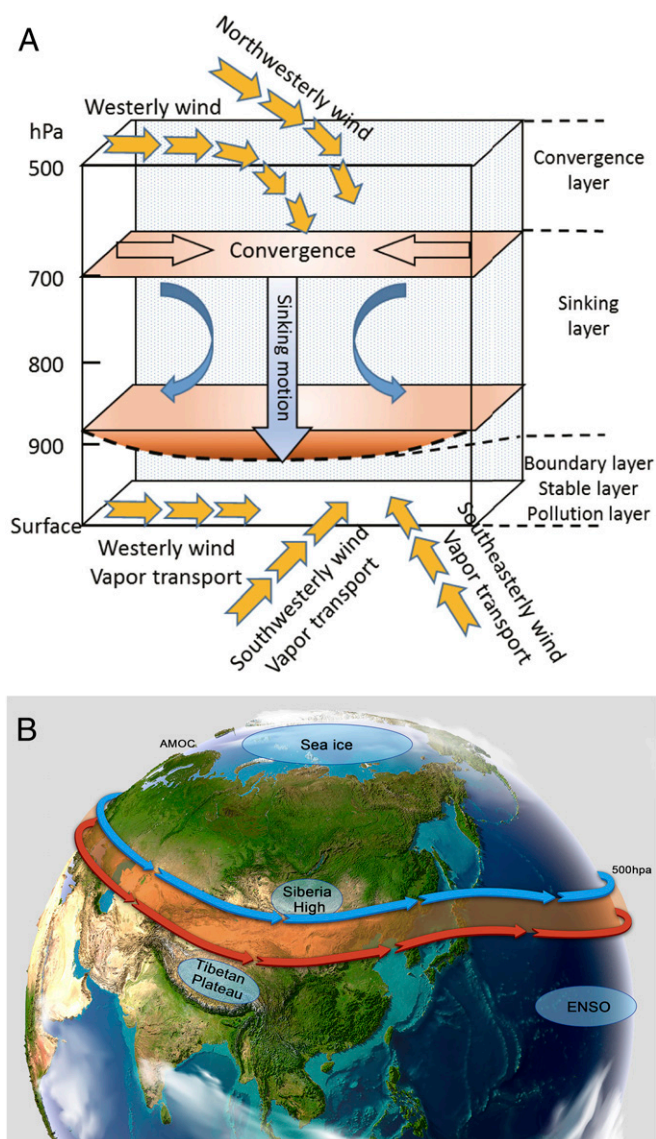 A
Northwesterly wind
Westerly wind
hPa
500
Convergence
layer
Convergence
700
Sinking motion
Sinking
layer
800
900
Boundary layer
Stable layer
Pollution layer
Surface
Westerly wind
Vapor transport
Southwesterly wind
Vapor transport
Southeasterly wind
Vapor transport
B
AMOC
Sea ice
500hpa
Siberia
High
Tibetan
Plateau
ENSO